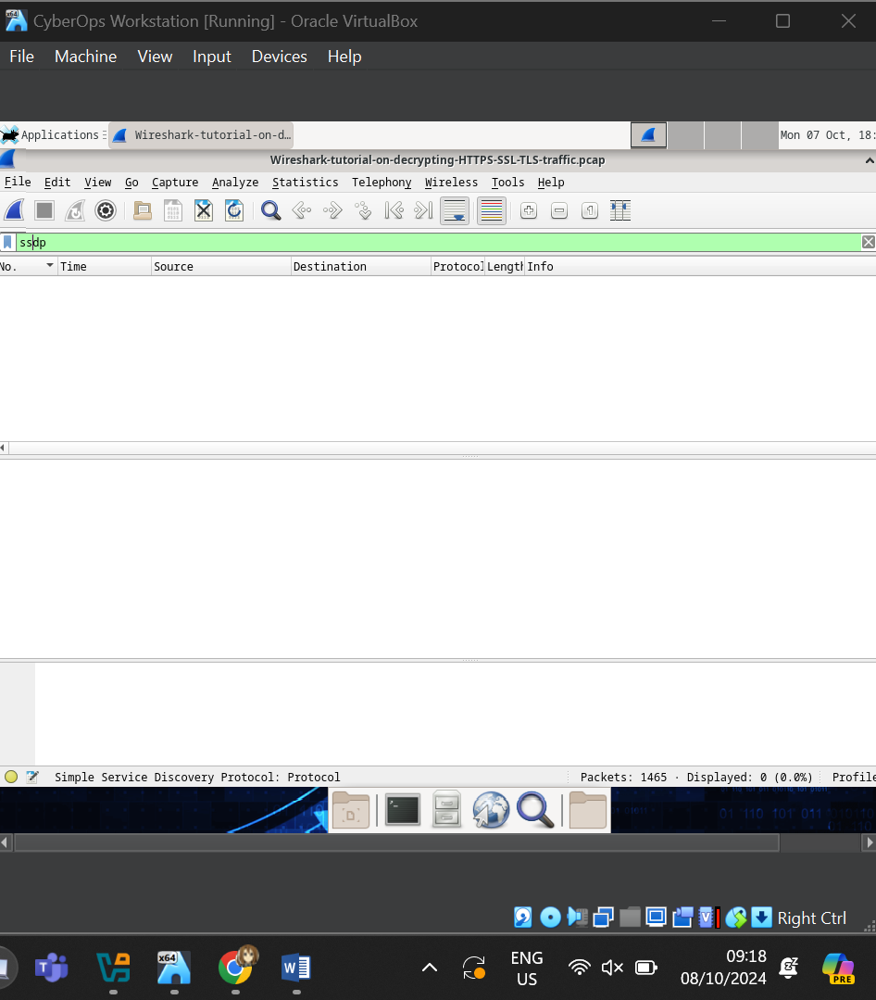 CyberOps Workstation [Running] - Oracle VirtualBox
File Machine View Input Devices Help
Applications Wireshark-tutorial-on-d... Mon 07 Oct, 18:
Wireshark-tutorial-on-decrypting-HTTPS-SSL-TLS-traffic.pcap
File Edit View Go Capture Analyze Statistics Telephony Wireless Tools Help
ssdp
No. Time Source Destination Protocol Length Info
Simple Service Discovery Protocol: Protocol Packets: 1465 · Displayed: 0 (0.0%) Profile
Right Ctrl
x64
ENG
US
09:18
08/10/2024
PRE